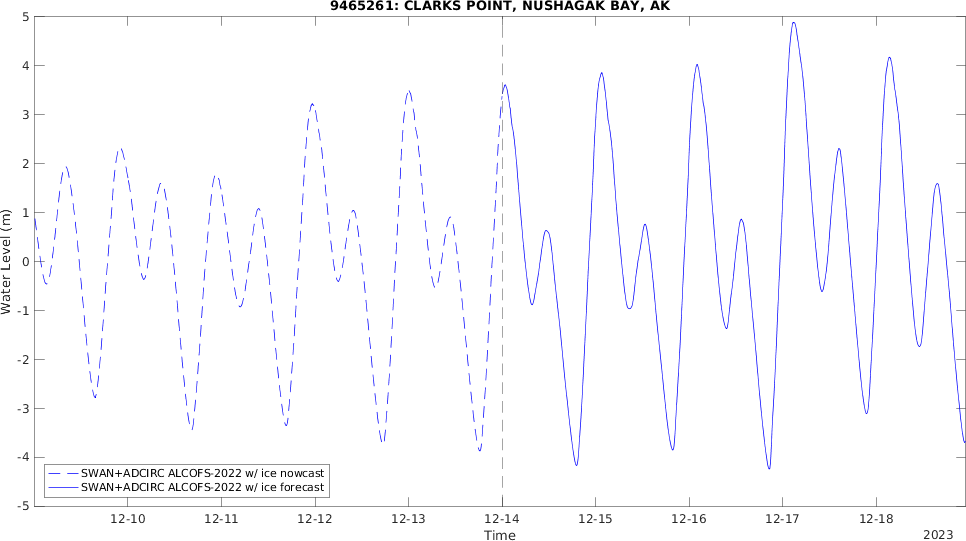 9465261: CLARKS POINT, NUSHAGAK BAY, AK
5
4
3
2
1
0
-1
-2
-3
-4
-5
Water Level (m)
SWAN+ADCIRC ALCOFS-2022 w/ ice nowcast
SWAN+ADCIRC ALCOFS-2022 w/ ice forecast
12-10 12-11 12-12 12-13 12-14 12-15 12-16 12-17 12-18
Time
2023